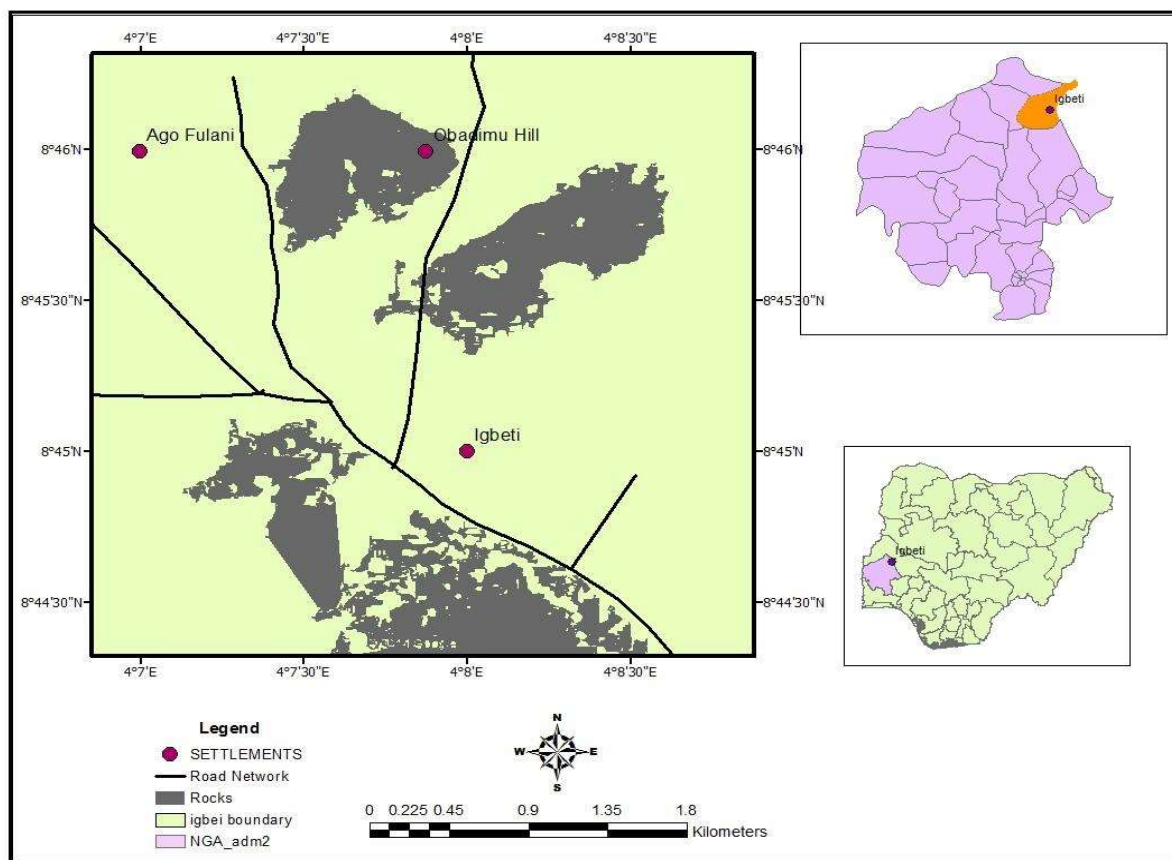 4°7'E 4°7'30"E 4°8'E 4°8'30"E
Igbeti
Ago Fulani
Obadimu Hill
8°46'N
8°46'N
8°45'30"N
8°45'30"N
Igbeti
8°45'N
8°45'N
Igbeti
8°44'30"N
8°44'30"N
4°7'E 4°7'30"E 4°8'E 4°8'30"E
Legend
SETTLEMENTS
Road Network
Rocks
igbei boundary
NGA_adm2
N
W E
S
0 0.225 0.45 0.9 1.35 1.8
Kilometers